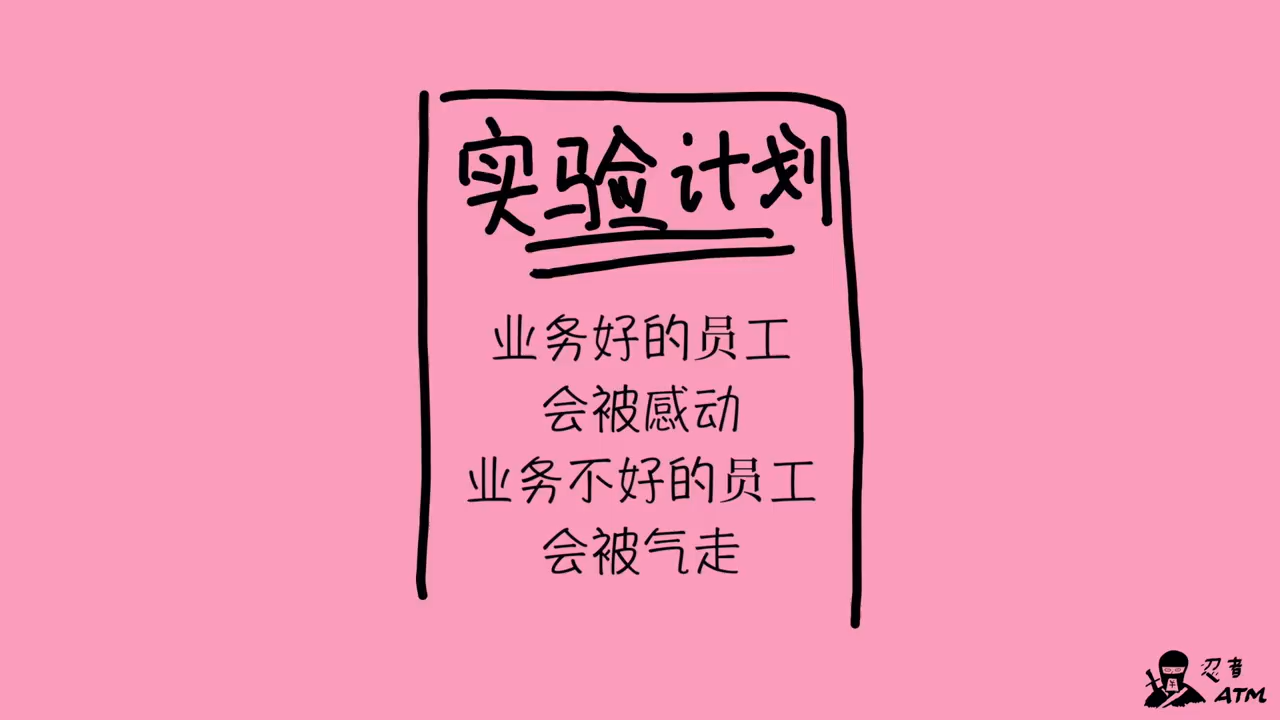 实验计划
业务好的员工
会被感动
业务不好的员工
会被气走
忍者
ATM